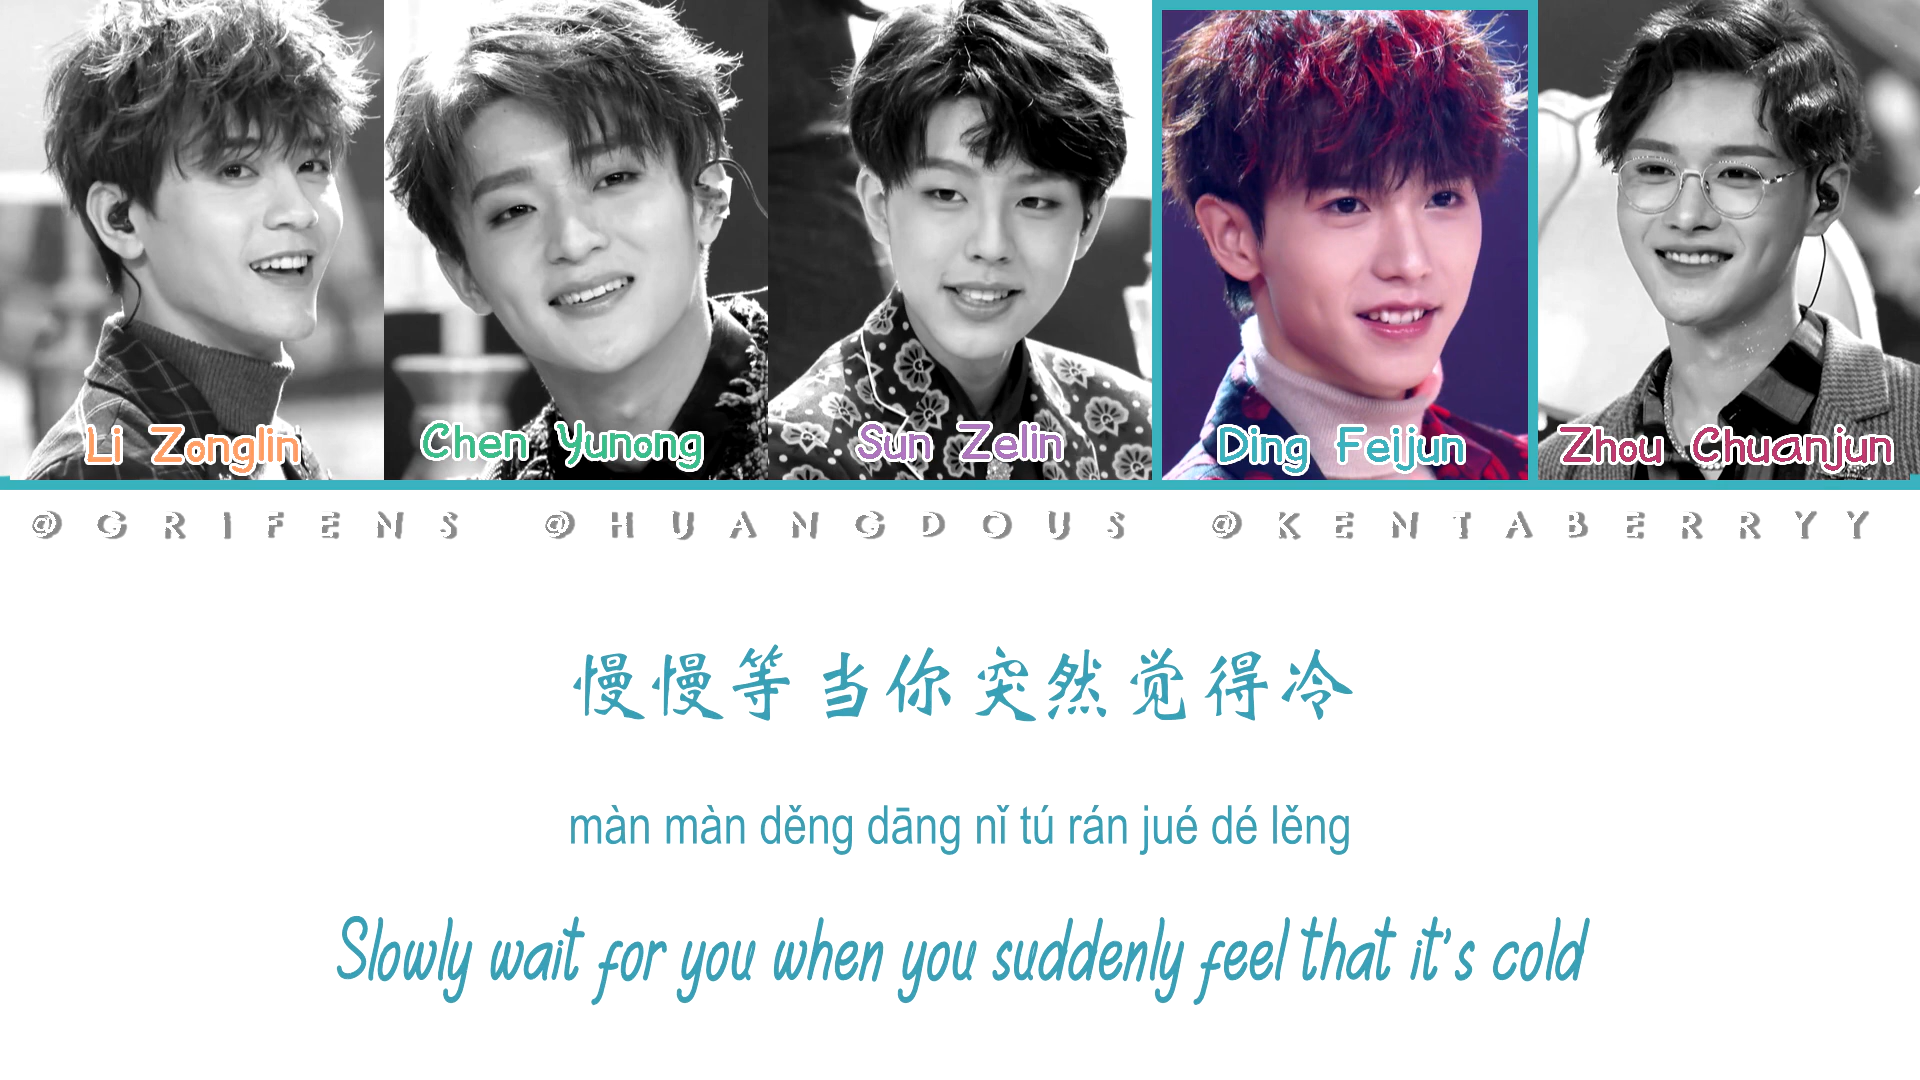 Li Zonglin
Chen Yunong
Sun Zelin
Ding Feijun
Zhou Chuanjun
@GRIFENS @HUANGDOUS @KENTABERRYY
慢慢等当你突然觉得冷
màn màn děng dāng nǐ tú rán jué dé lěng
Slowly wait for you when you suddenly feel that it's cold